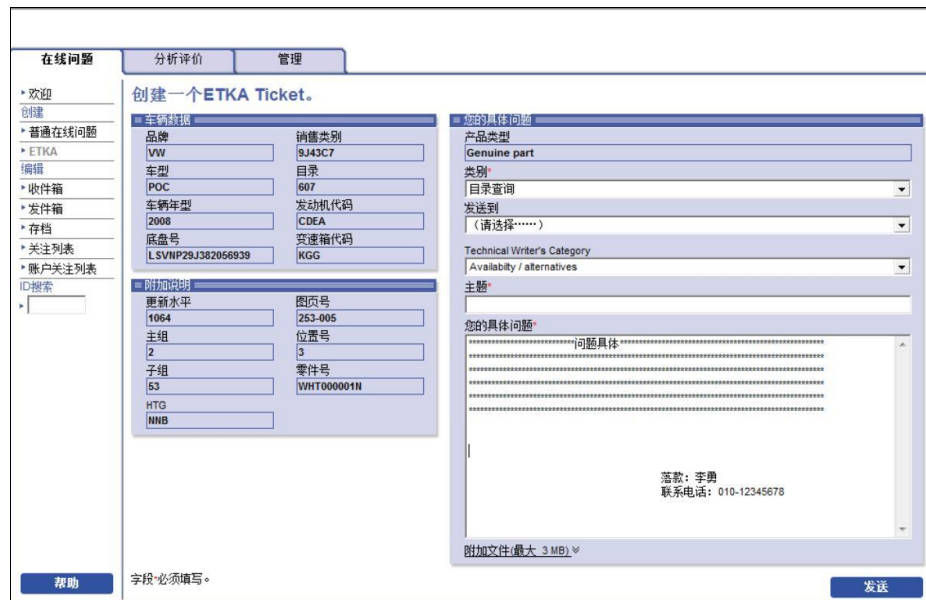 在线问题
分析评价
管理
欢迎
创建
普通在线问题
ETKA
编辑
收件箱
发件箱
存档
关注列表
账户关注列表
ID搜索
帮助
创建一个ETKA Ticket。
车辆数据
品牌 销售类别
VW 9J43C7
车型 目录
POC 607
车辆年型 发动机代码
2008 CDEA
底盘号 变速箱代码
LSVNP29J382056939 KGG
附加说明
更新水平 图页号
1064 253-005
主组 位置号
2 3
子组 零件号
53 WHT000001N
HTG
NNB
字段*必须填写。
您的具体问题
产品类型
Genuine part
类别*
目录查询
发送到
（请选择……）
Technical Writer's Category
Availabilty / alternatives
主题*
您的具体问题*
问题具体
落款：李勇
联系电话：010-12345678
附加文件(最大 3 MB)
发送